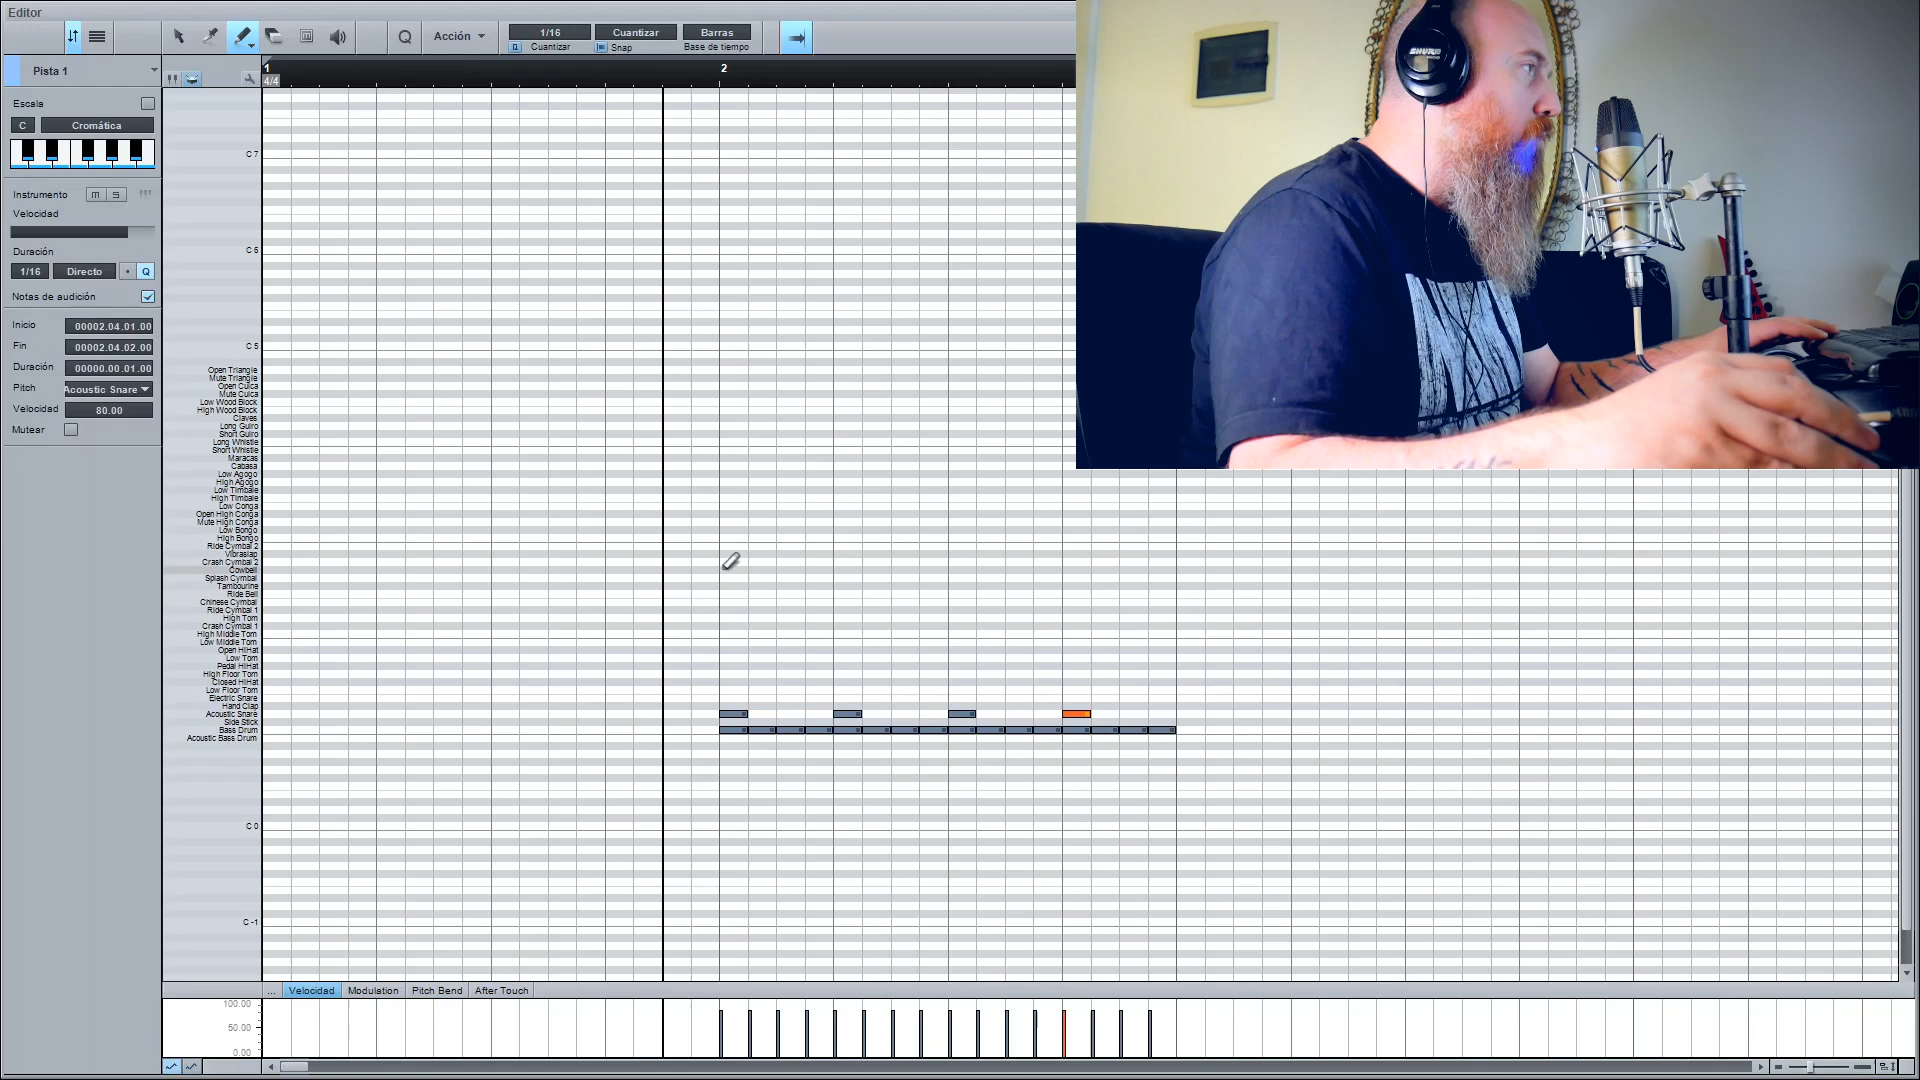 Editor
Q
Acción
1/16
Q Cuantizar
Cuantizar
Snap
Barras
Base de tiempo
Pista 1
1
4/4
2
Escala
C
Cromática
Instrumento
m
S
Velocidad
Duración
1/16
Directo
Q
Notas de audición
Inicio
00002.04.01.00
Fin
00002.04.02.00
Duración
00000.00.01.00
Pitch
Acoustic Snare
Velocidad
80.00
Mutear
C 7
C 6
C 5
Open Triangle
Mute Triangle
Open Cuica
Mute Cuica
Low Wood Block
High Wood Block
Claves
Long Guiro
Short Guiro
Long Whistle
Short Whistle
Maracas
Cabasa
Low Agogo
High Agogo
Low Timbale
High Timbale
Low Conga
Open High Conga
Mute High Conga
Low Bongo
High Bongo
Ride Cymbal 2
Vibraslap
Crash Cymbal 2
Cowbell
Splash Cymbal
Tambourine
Ride Bell
Chinese Cymbal
Ride Cymbal 1
High Tom
Crash Cymbal 1
High Middle Tom
Low Middle Tom
Open HiHat
Low Tom
Pedal HiHat
High Floor Tom
Closed HiHat
Low Floor Tom
Electric Snare
Hand Clap
Acoustic Snare
Side Stick
Bass Drum
Acoustic Bass Drum
C 0
C -1
...
Velocidad
Modulation
Pitch Bend
After Touch
100.00
50.00
0.00
SHURE